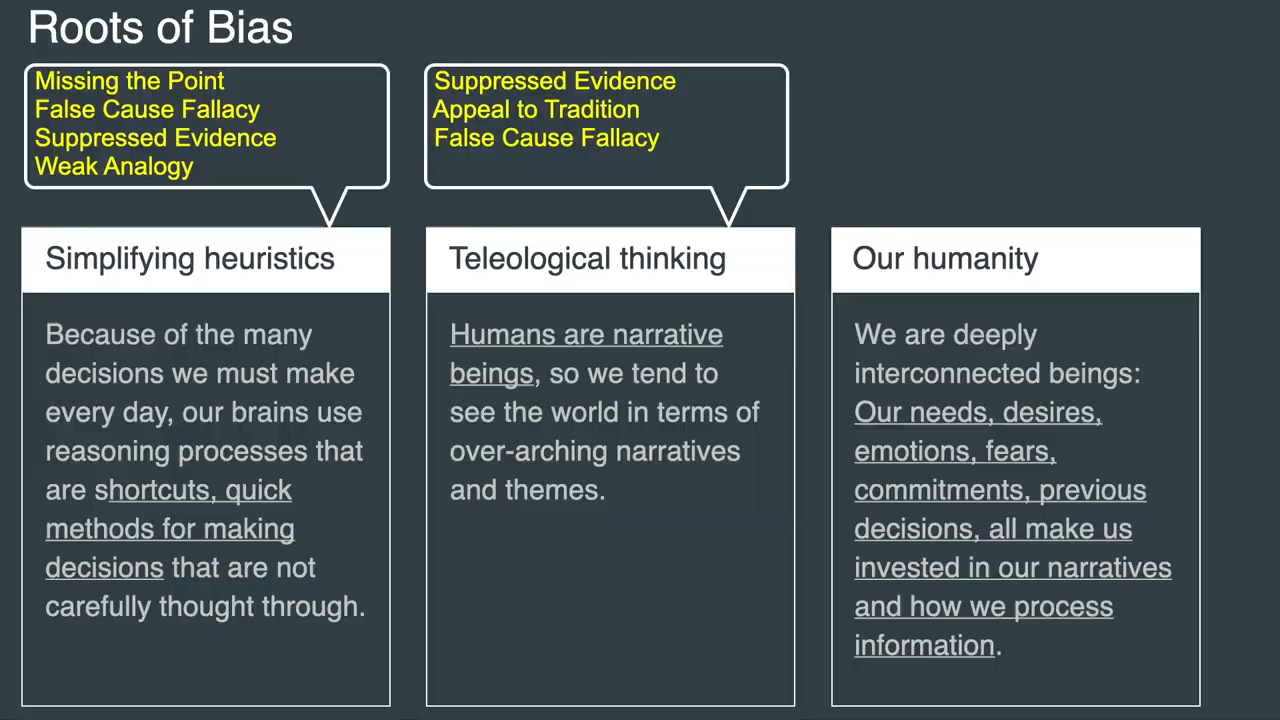 Roots of Bias
Missing the Point
False Cause Fallacy
Suppressed Evidence
Weak Analogy
Suppressed Evidence
Appeal to Tradition
False Cause Fallacy
Simplifying heuristics
Because of the many
decisions we must make
every day, our brains use
reasoning processes that
are shortcuts, quick
methods for making
decisions that are not
carefully thought through.
Teleological thinking
Humans are narrative
beings, so we tend to
see the world in terms of
over-arching narratives
and themes.
Our humanity
We are deeply
interconnected beings:
Our needs, desires,
emotions, fears,
commitments, previous
decisions, all make us
invested in our narratives
and how we process
information.